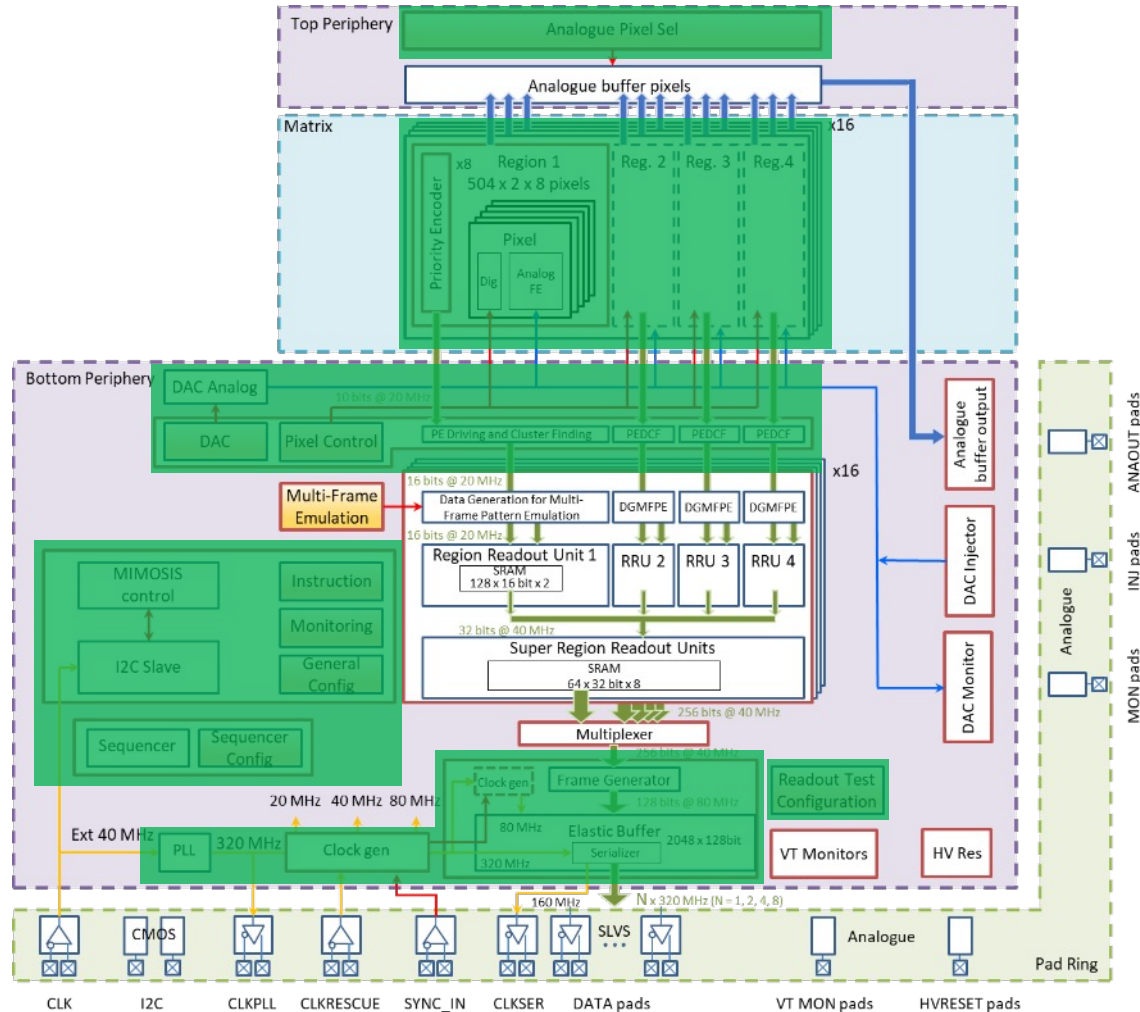 Top Periphery
Analogue Pixel Sel
Analogue buffer pixels
Matrix
x16
Priority Encoder
x8
Region 1
504 x 2 x 8 pixels
Pixel
Dig
Analog
FE
Reg. 2
Reg. 3
Reg.4
Bottom Periphery
DAC Analog
10 bits @ 20 MHz
DAC
Pixel Control
PE Driving and Cluster Finding
PEDCF
PEDCF
PEDCF
Analogue
buffer output
x16
16 bits @ 20 MHz
Multi-Frame
Emulation
Data Generation for Multi-
Frame Pattern Emulation
DGMFPE
DGMFPE
DGMFPE
16 bits @ 20 MHz
Region Readout Unit 1
SRAM
128 x 16 bit x 2
RRU 2
RRU 3
RRU 4
DAC Injector
MIMOSIS
control
Instruction
Monitoring
I2C Slave
General
Config
32 bits @ 40 MHz
Super Region Readout Units
SRAM
64 x 32 bit x 8
256 bits @ 40 MHz
DAC Monitor
Sequencer
Sequencer
Config
Multiplexer
256 bits @ 40 MHz
Clock gen
Frame Generator
Readout Test
Configuration
128 bits @ 80 MHz
20 MHz
40 MHz
80 MHz
80 MHz
Elastic Buffer
2048 x 128bit
Serializer
Ext 40 MHz
PLL
320 MHz
Clock gen
320 MHz
VT Monitors
HV Res
160 MHz
N x 320 MHz (N = 1, 2, 4, 8)
CMOS
SLVS
...
Analogue
Pad Ring
Analogue
ANAOUT pads
INJ pads
MON pads
CLK
I2C
CLKPLL
CLKRESCUE
SYNC_IN
CLKSER
DATA pads
VT MON pads
HVRESET pads